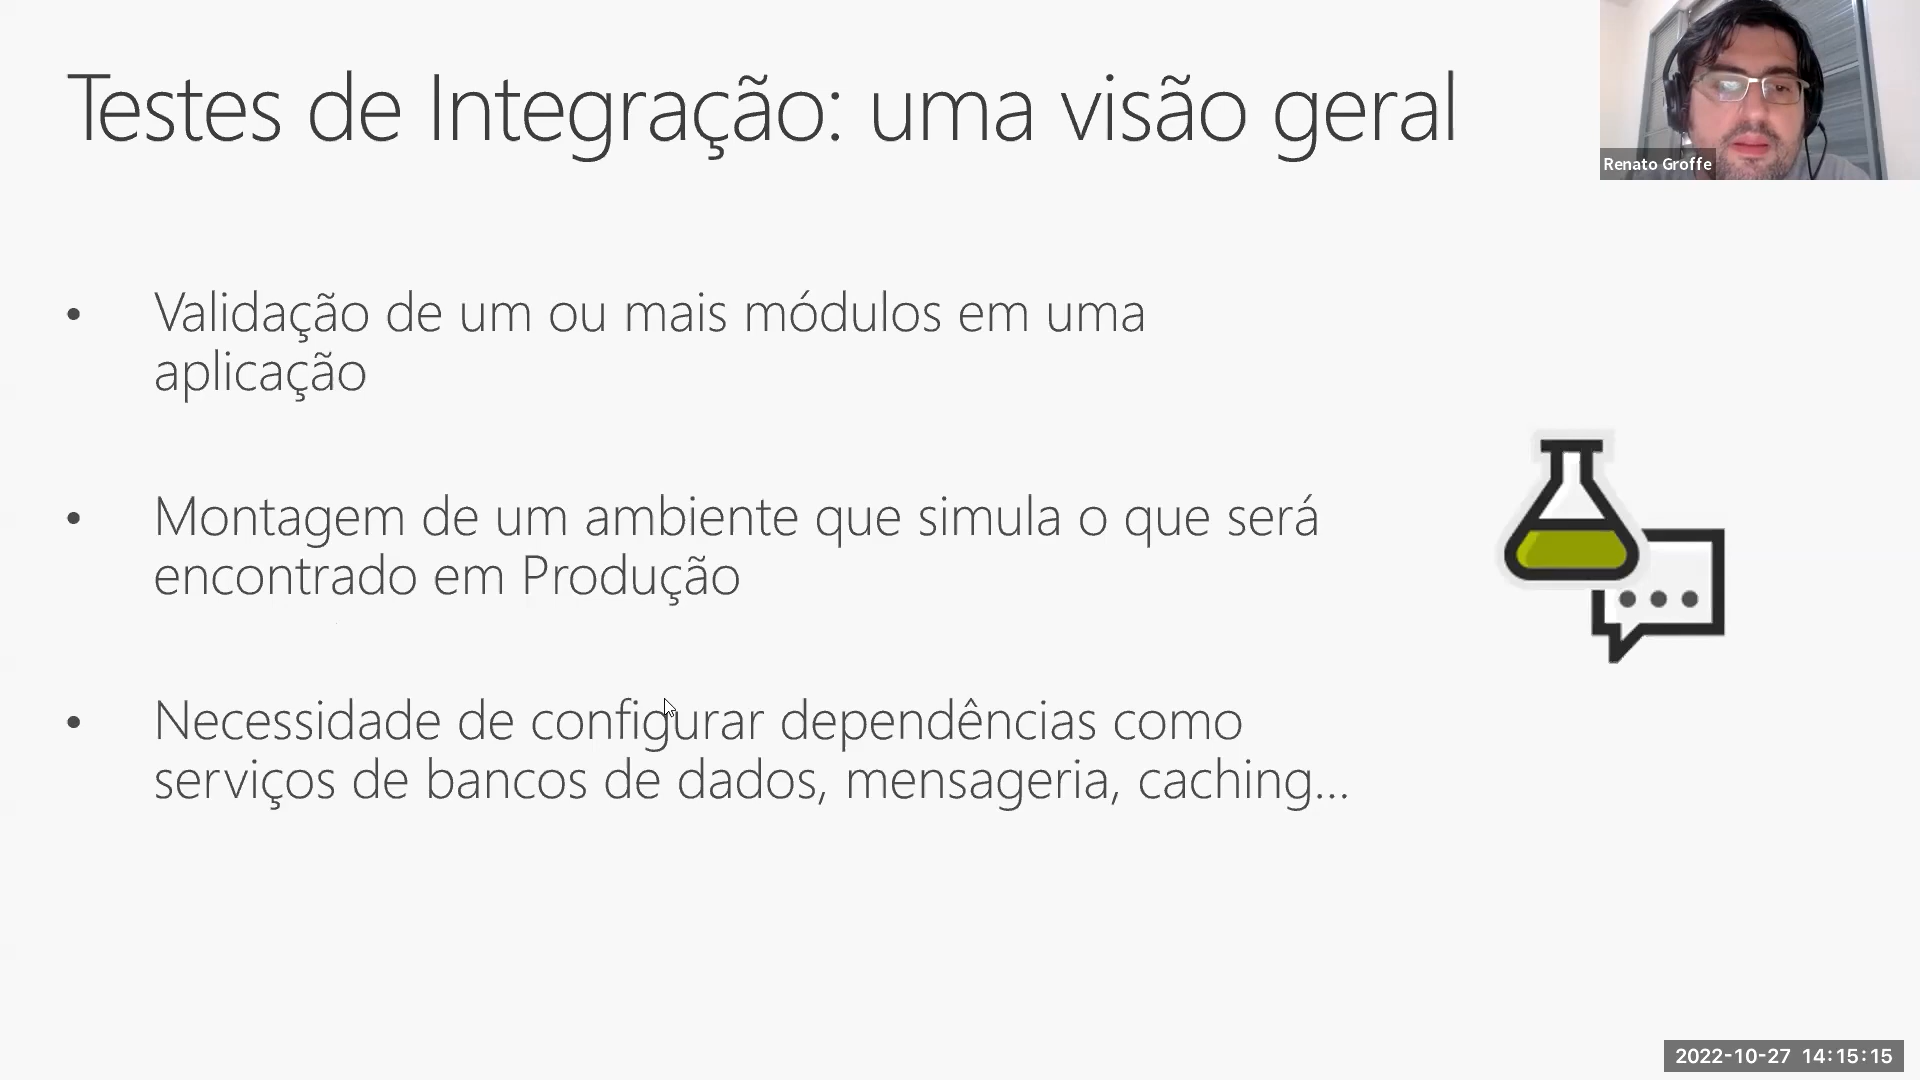 Testes de Integração: uma visão geral
Renato Groffe
• Validação de um ou mais módulos em uma
aplicação
• Montagem de um ambiente que simula o que será
encontrado em Produção
• Necessidade de configurar dependências como
serviços de bancos de dados, mensageria, caching...
2022-10-27 14:15:15